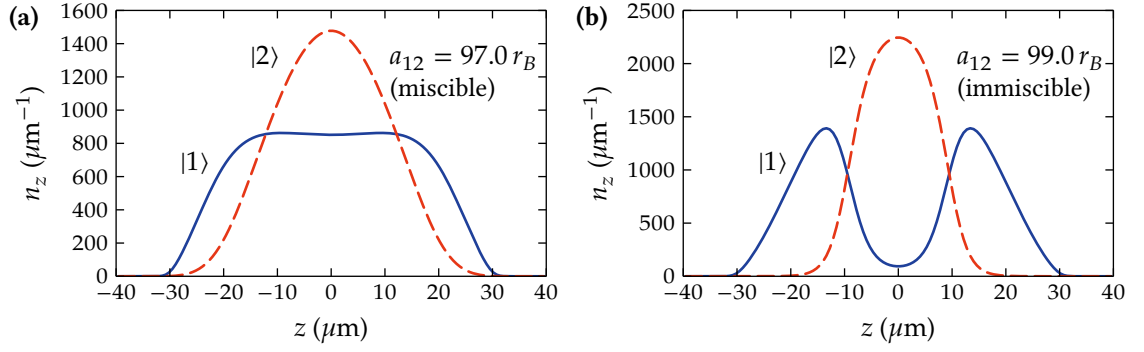 (a)
1600
1400
1200
1000
800
600
400
200
0
n_z (μm⁻¹)
|2⟩
a₁₂ = 97.0 r_B
(miscible)
|1⟩
−40 −30 −20 −10 0 10 20 30 40
z (μm)
(b)
2500
2000
1500
1000
500
0
n_z (μm⁻¹)
|2⟩
a₁₂ = 99.0 r_B
(immiscible)
|1⟩
−40 −30 −20 −10 0 10 20 30 40
z (μm)